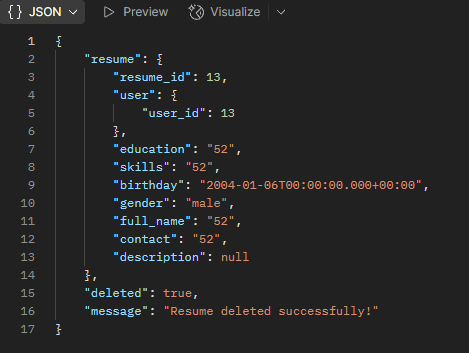 {} JSON Preview Visualize
1 {
2 "resume": {
3 "resume_id": 13,
4 "user": {
5 "user_id": 13
6 },
7 "education": "52",
8 "skills": "52",
9 "birthday": "2004-01-06T00:00:00.000+00:00",
10 "gender": "male",
11 "full_name": "52",
12 "contact": "52",
13 "description": null
14 },
15 "deleted": true,
16 "message": "Resume deleted successfully!"
17 }